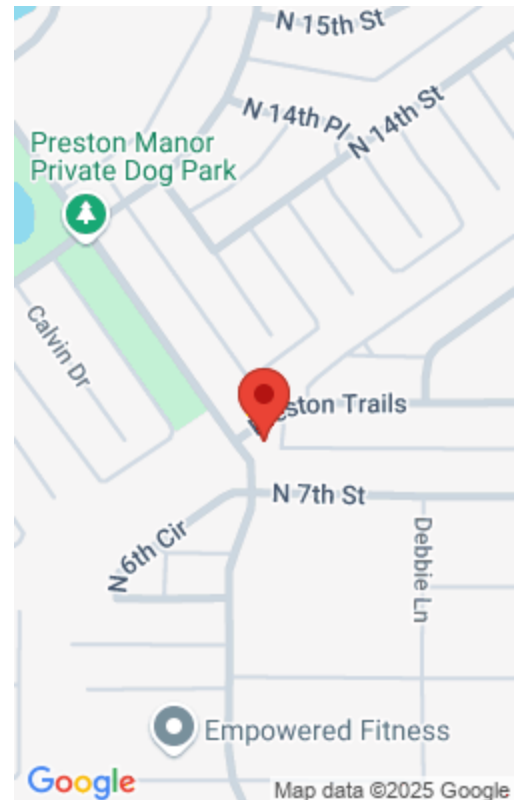 N 15th St
N 14th Pl
N 14th St
Preston Manor
Private Dog Park
Calvin Dr
ston Trails
N 7th St
N 6th Cir
Debbie Ln
Empowered Fitness
Google
Map data ©2025 Google